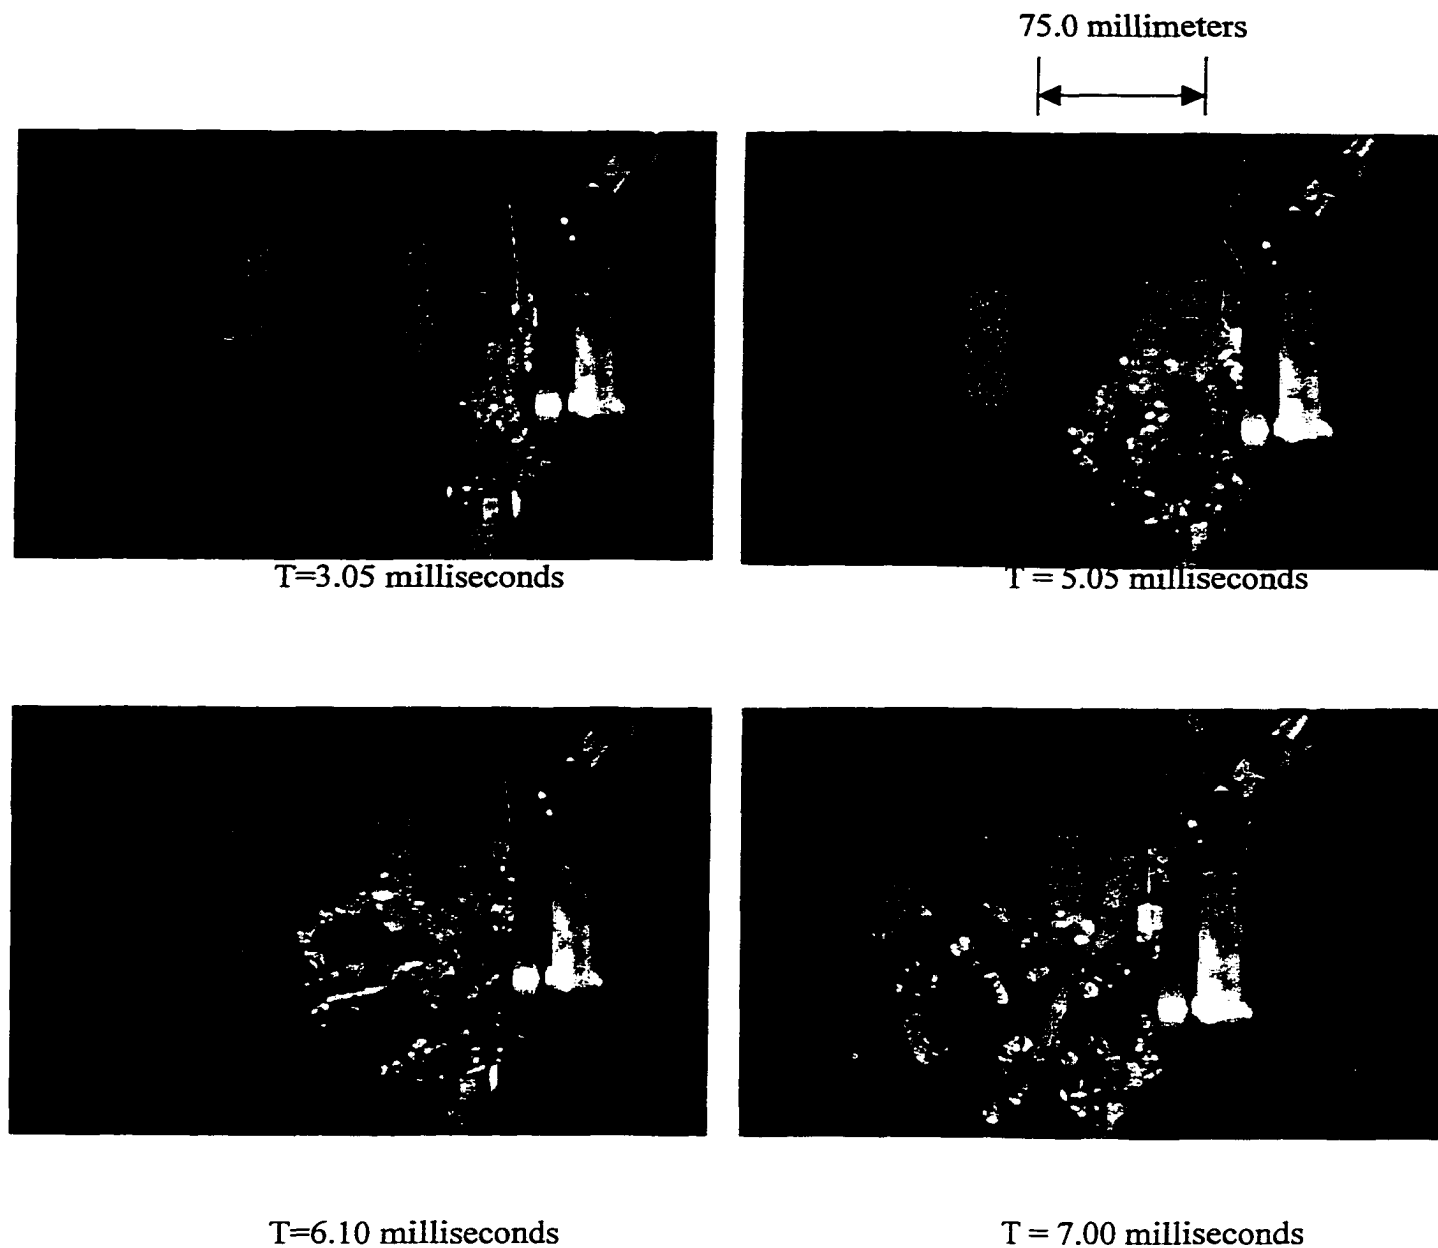 75.0 millimeters
T=3.05 milliseconds
T = 5.05 milliseconds
T=6.10 milliseconds
T = 7.00 milliseconds